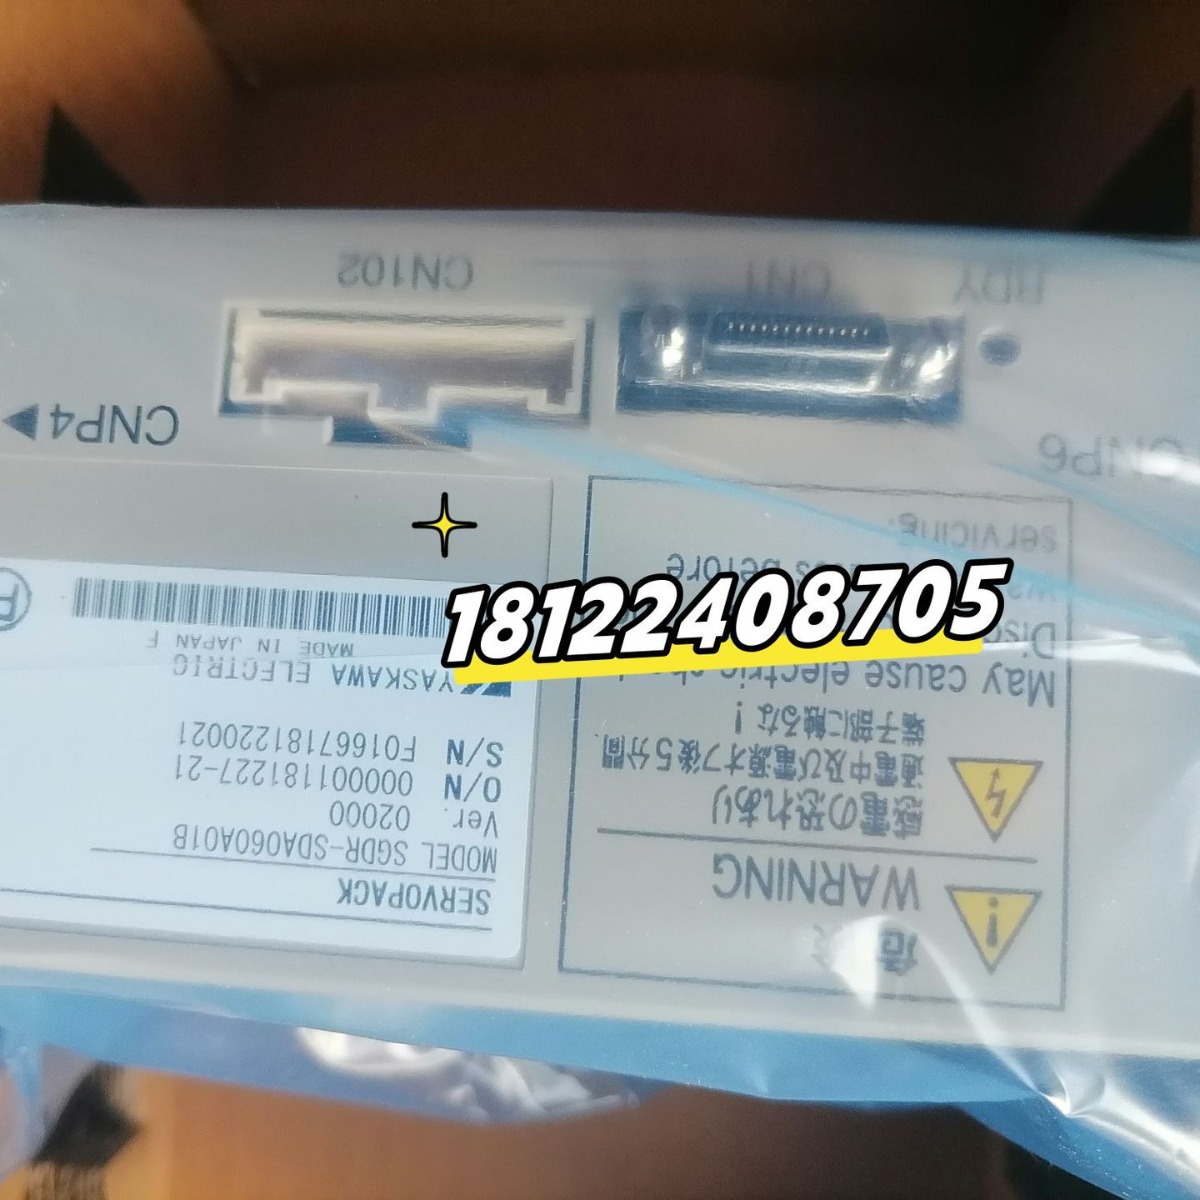 SERVOPACK
MODEL SGDR-SDA060A01B
Ver. 02000
O/N 000001181227-21
S/N F01667181220021
YASKAWA ELECTRIC
MADE IN JAPAN F
WARNING
感電の恐れあり
通電中及び電源オフ後5分間、
端子部に触るな!
May cause electric
before
servicing.
CNP6
CNP4
CN1
CN102
18122408705